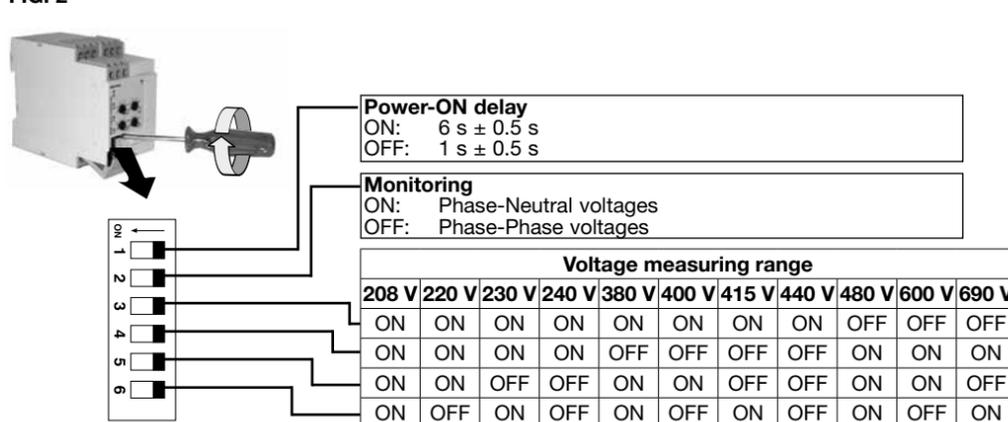 Power-ON delay
ON: 6 s ± 0.5 s
OFF: 1 s ± 0.5 s
Monitoring
ON: Phase-Neutral voltages
OFF: Phase-Phase voltages
ON
1
2
3
4
5
6
Voltage measuring range
208 V 220 V 230 V 240 V 380 V 400 V 415 V 440 V 480 V 600 V 690 V
ON ON ON ON ON ON ON ON OFF OFF OFF
ON ON ON ON OFF OFF OFF OFF ON ON ON
ON ON OFF OFF ON ON OFF OFF ON ON OFF
ON OFF ON OFF ON OFF ON OFF ON OFF ON